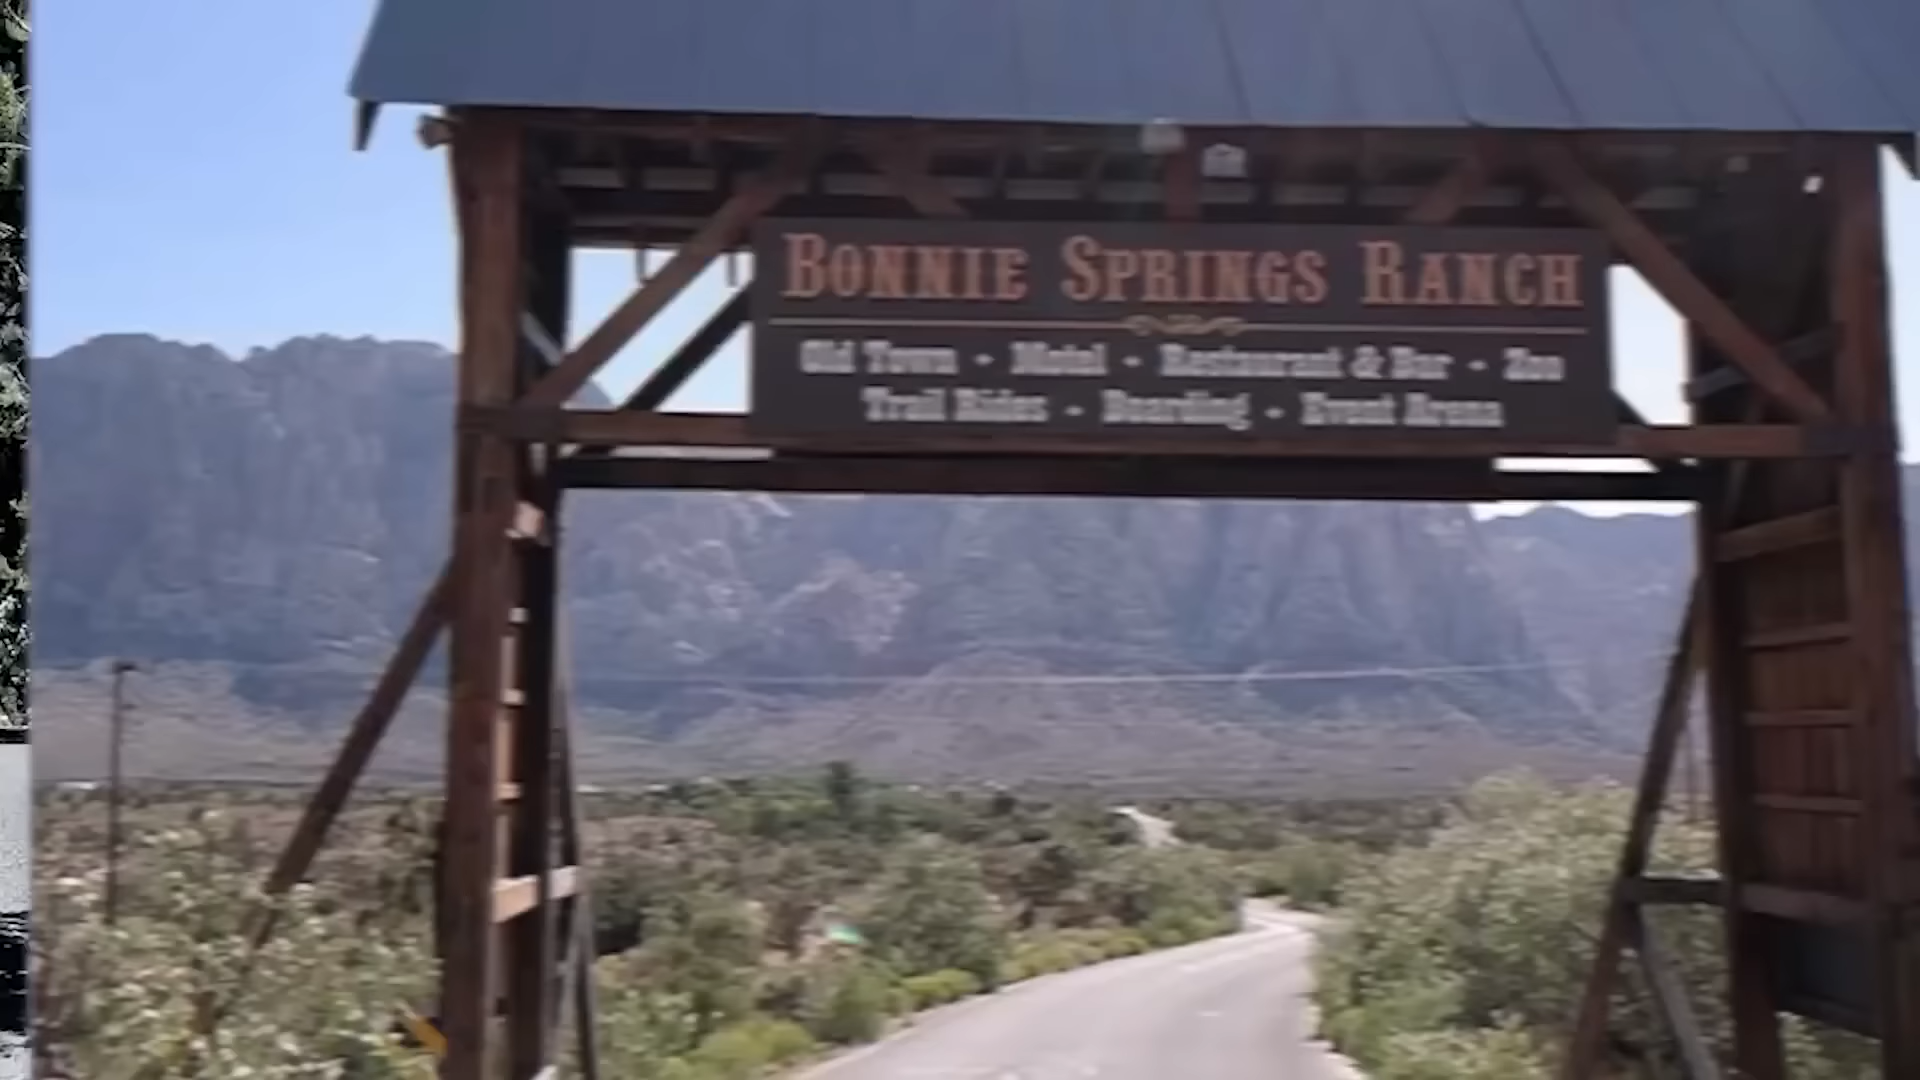 BONNIE SPRINGS RANCH
Old Town • Motel • Restaurant & Bar • Zoo
Trail Rides • Boarding • Event Arena